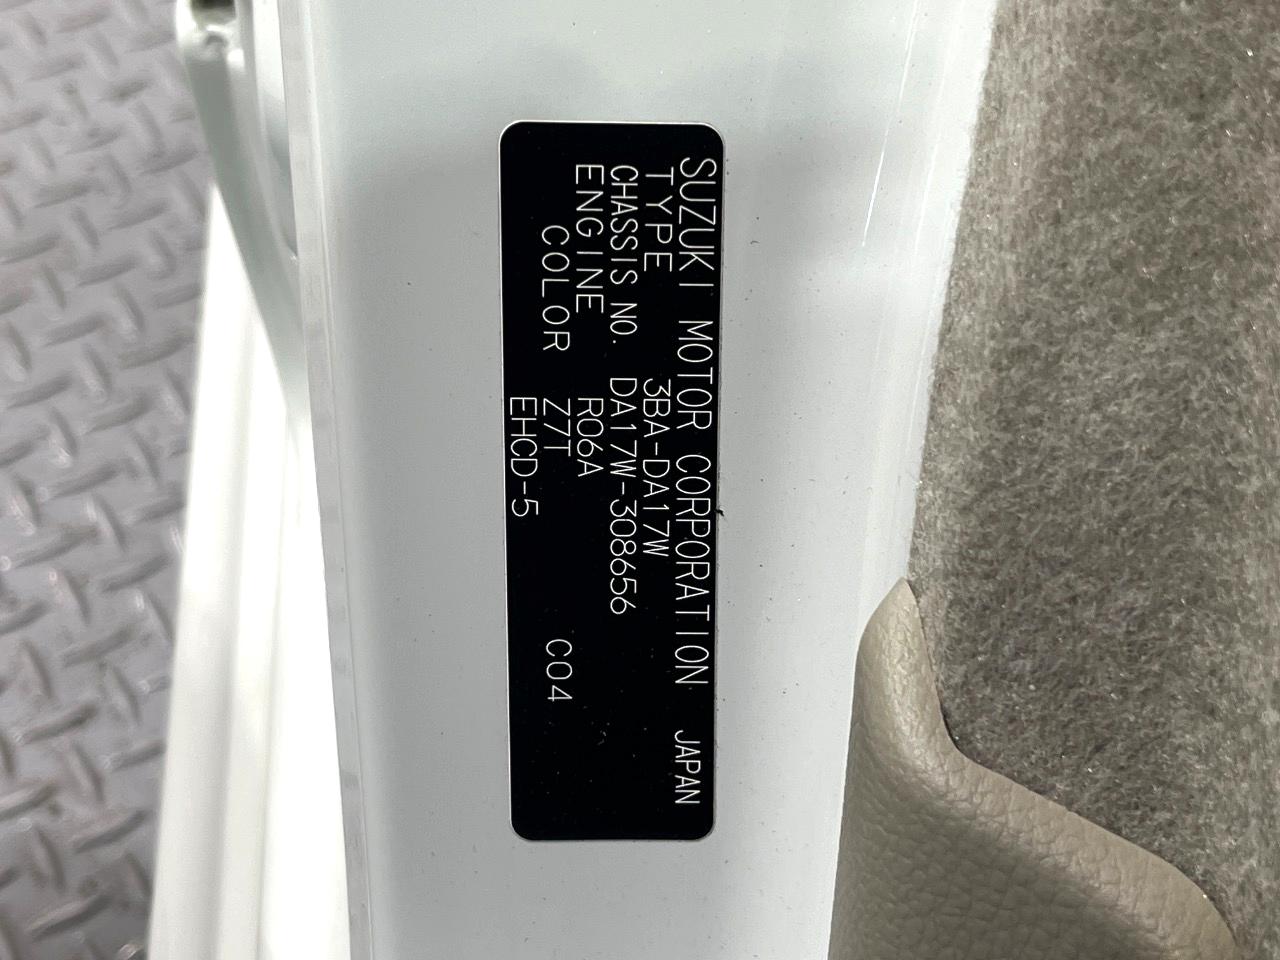 SUZUKI MOTOR CORPORATION JAPAN
TYPE 3BA-DA17W
CHASSIS NO. DA17W-308656
ENGINE R06A
COLOR Z7T C04
EHCD-5